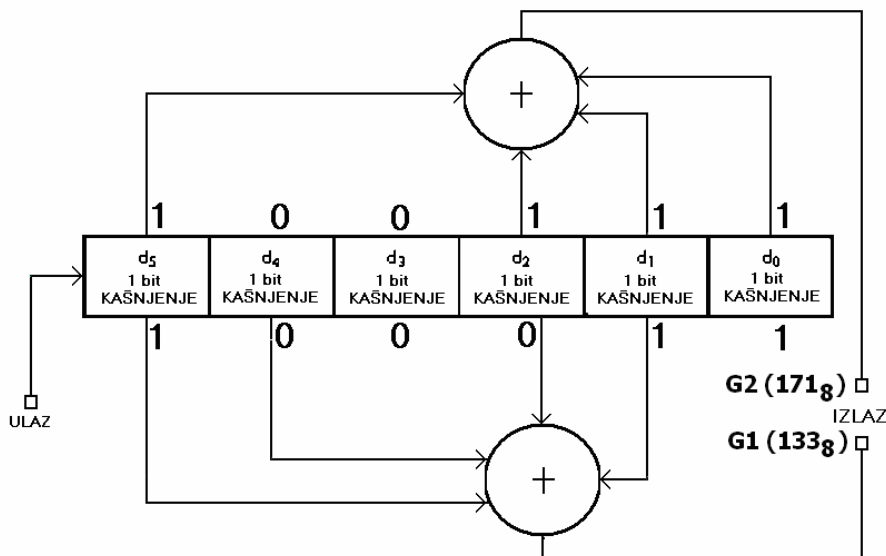 +
1 0 0 1 1 1
d5 d4 d3 d2 d1 d0
1 bit 1 bit 1 bit 1 bit 1 bit 1 bit
KAŠNJENJE KAŠNJENJE KAŠNJENJE KAŠNJENJE KAŠNJENJE KAŠNJENJE
1 0 0 0 1 1
G2 (1718)
ULAZ IZLAZ
G1 (1338)
+